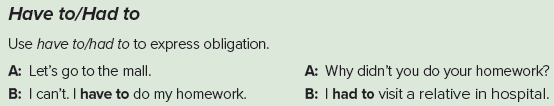 Have to/Had to
Use have to/had to to express obligation.
A: Let's go to the mall.
B: I can't. I have to do my homework.
A: Why didn't you do your homework?
B: I had to visit a relative in hospital.